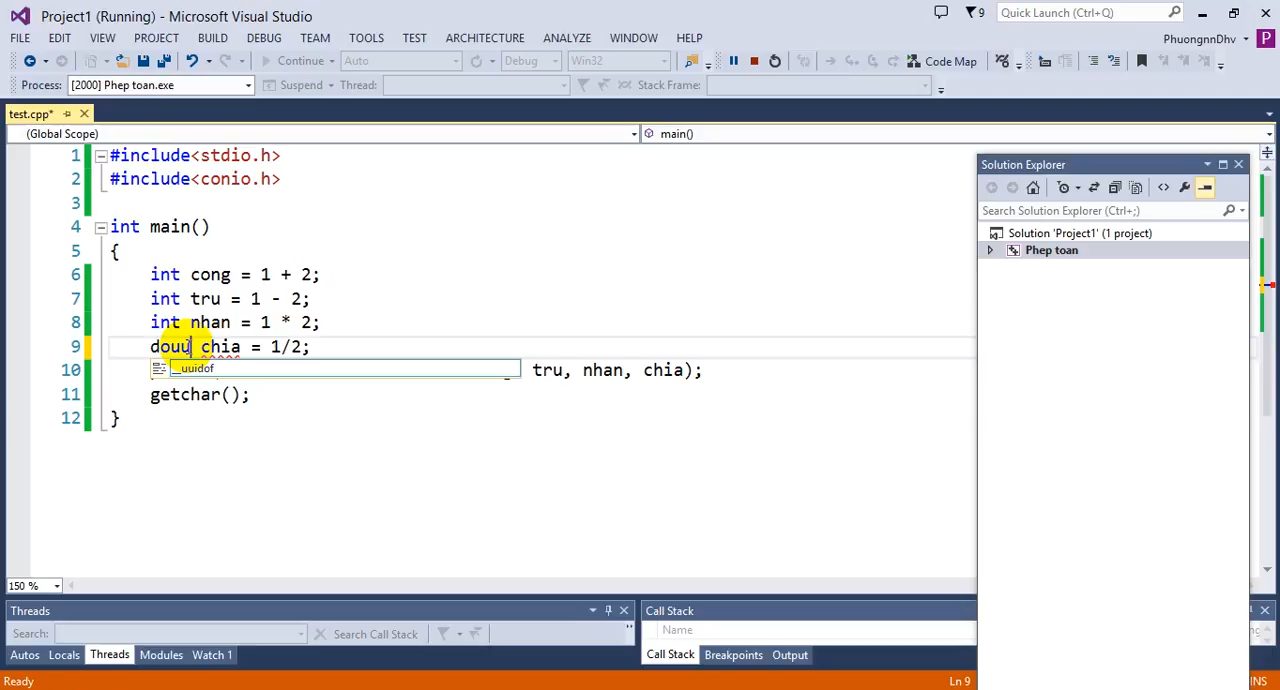 Project1 (Running) - Microsoft Visual Studio
9
Quick Launch (Ctrl+Q)
FILE EDIT VIEW PROJECT BUILD DEBUG TEAM TOOLS TEST ARCHITECTURE ANALYZE WINDOW HELP
PhuongnnDhv P
Continue Auto Debug Win32 Code Map
Process: [2000] Phep toan.exe Suspend Thread: Stack Frame:
test.cpp*
(Global Scope) main()
1 #include<stdio.h>
2 #include<conio.h>
3
4 int main()
5 {
6 int cong = 1 + 2;
7 int tru = 1 - 2;
8 int nhan = 1 * 2;
9 douu chia = 1/2;
__uuidof
10 tru, nhan, chia);
11 getchar();
12 }
Solution Explorer
Search Solution Explorer (Ctrl+;)
Solution 'Project1' (1 project)
Phep toan
150 %
Threads
Search: Search Call Stack
Autos Locals Threads Modules Watch 1
Call Stack
Name
Call Stack Breakpoints Output
Ready
Ln 9
INS